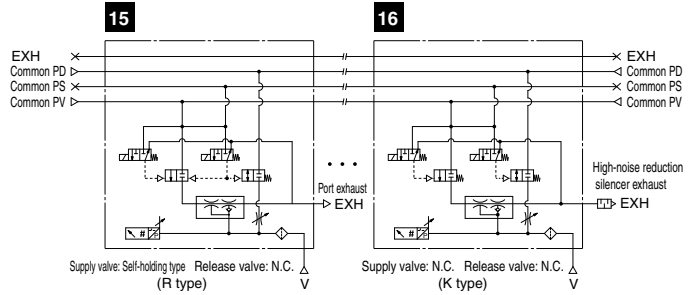 15
16
EXH
Common PD
Common PS
Common PV
EXH
Common PD
Common PS
Common PV
Port exhaust
EXH
High-noise reduction
silencer exhaust
EXH
#
#
Supply valve: Self-holding type Release valve: N.C.
(R type)
V
Supply valve: N.C. Release valve: N.C.
(K type)
V